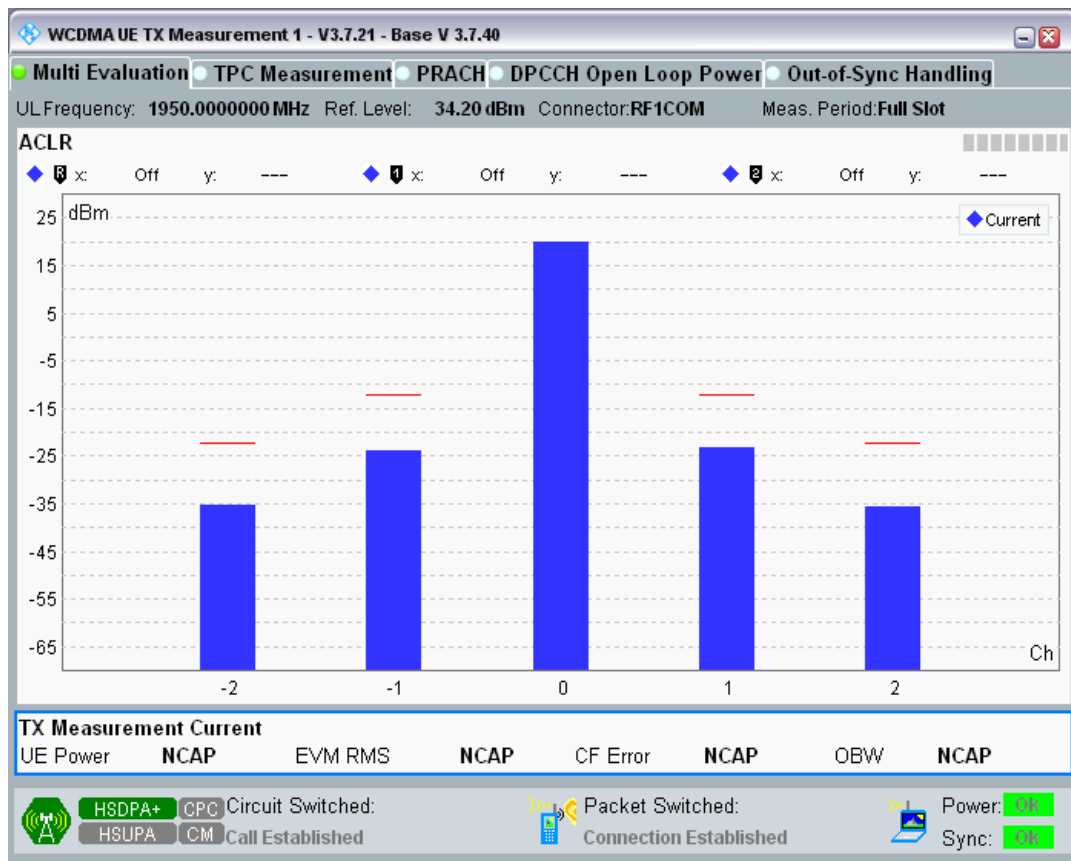 WCDMA UE TX Measurement 1 - V3.7.21 - Base V 3.7.40
Multi Evaluation TPC Measurement PRACH DPCCH Open Loop Power Out-of-Sync Handling
UL Frequency: 1950.0000000 MHz Ref. Level: 34.20 dBm Connector:RF1COM Meas. Period:Full Slot
ACLR
R x: Off y: --- 1 x: Off y: --- 2 x: Off y: ---
dBm
Current
25
15
5
-5
-15
-25
-35
-45
-55
-65
Ch
-2 -1 0 1 2
TX Measurement Current
UE Power NCAP EVM RMS NCAP CF Error NCAP OBW NCAP
HSDPA+ CPC Circuit Switched: Packet Switched: Power: OK
HSUPA CM Call Established Connection Established Sync: OK